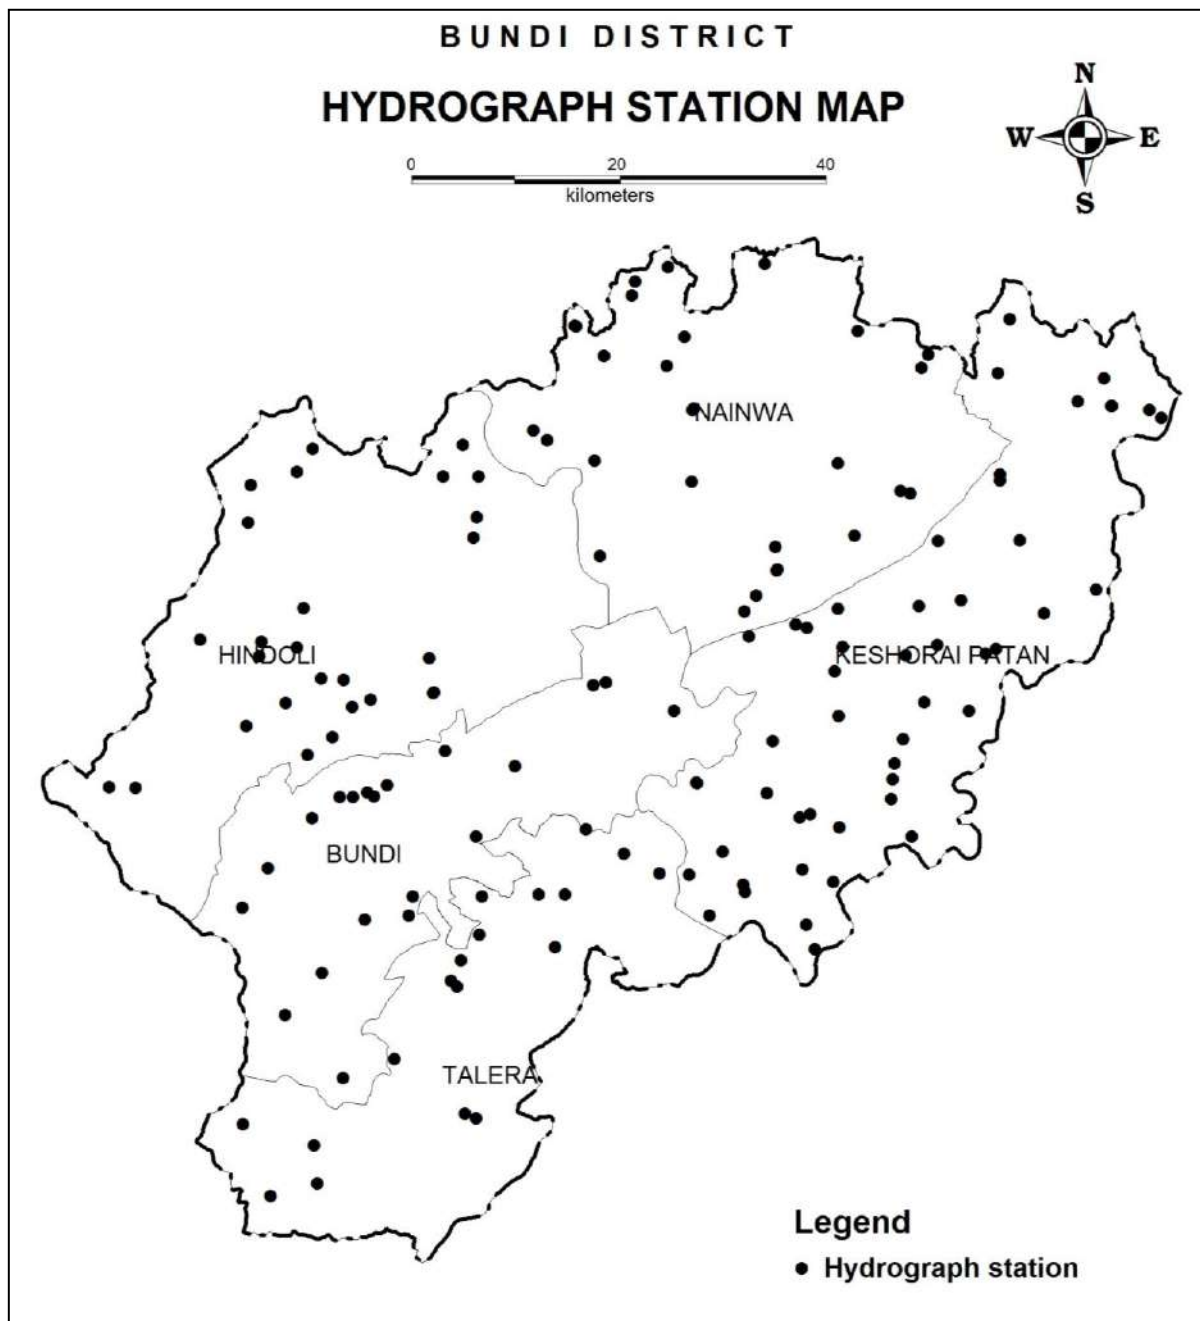 BUNDI DISTRICT
HYDROGRAPH STATION MAP
N
W E
S
0 20 40
kilometers
NAINWA
HINDOLI
KESHORAI PATAN
BUNDI
TALERA
Legend
Hydrograph station